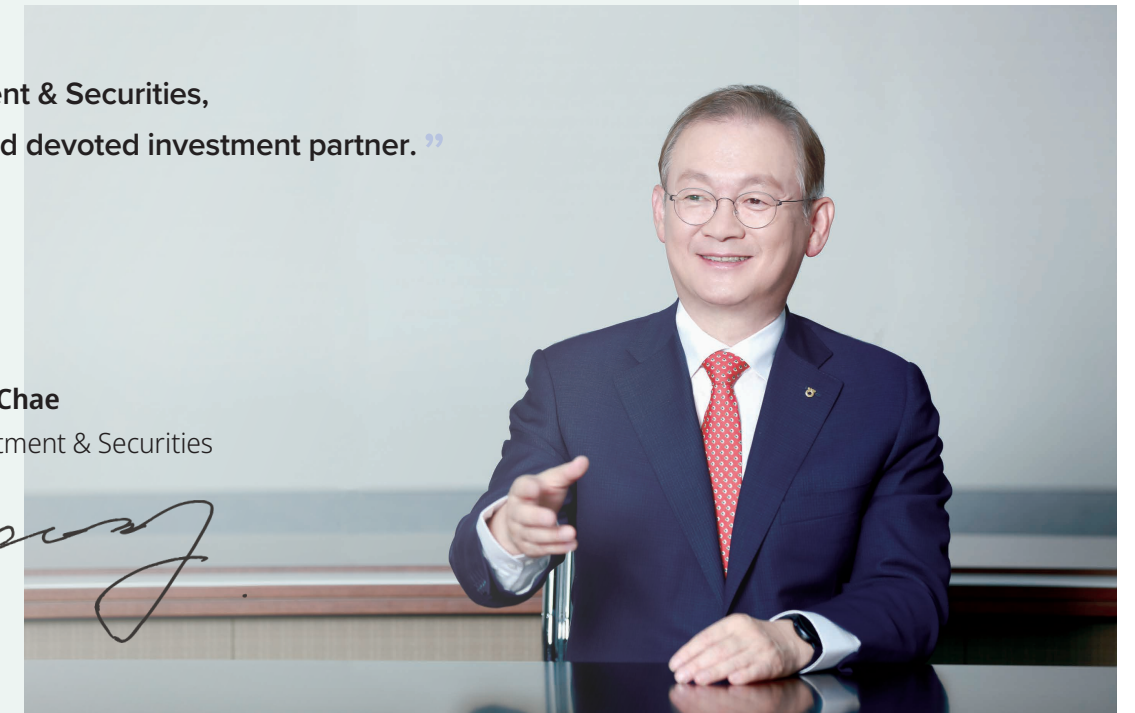 ent & Securities,
d devoted investment partner. ”
Chae
tment & Securities